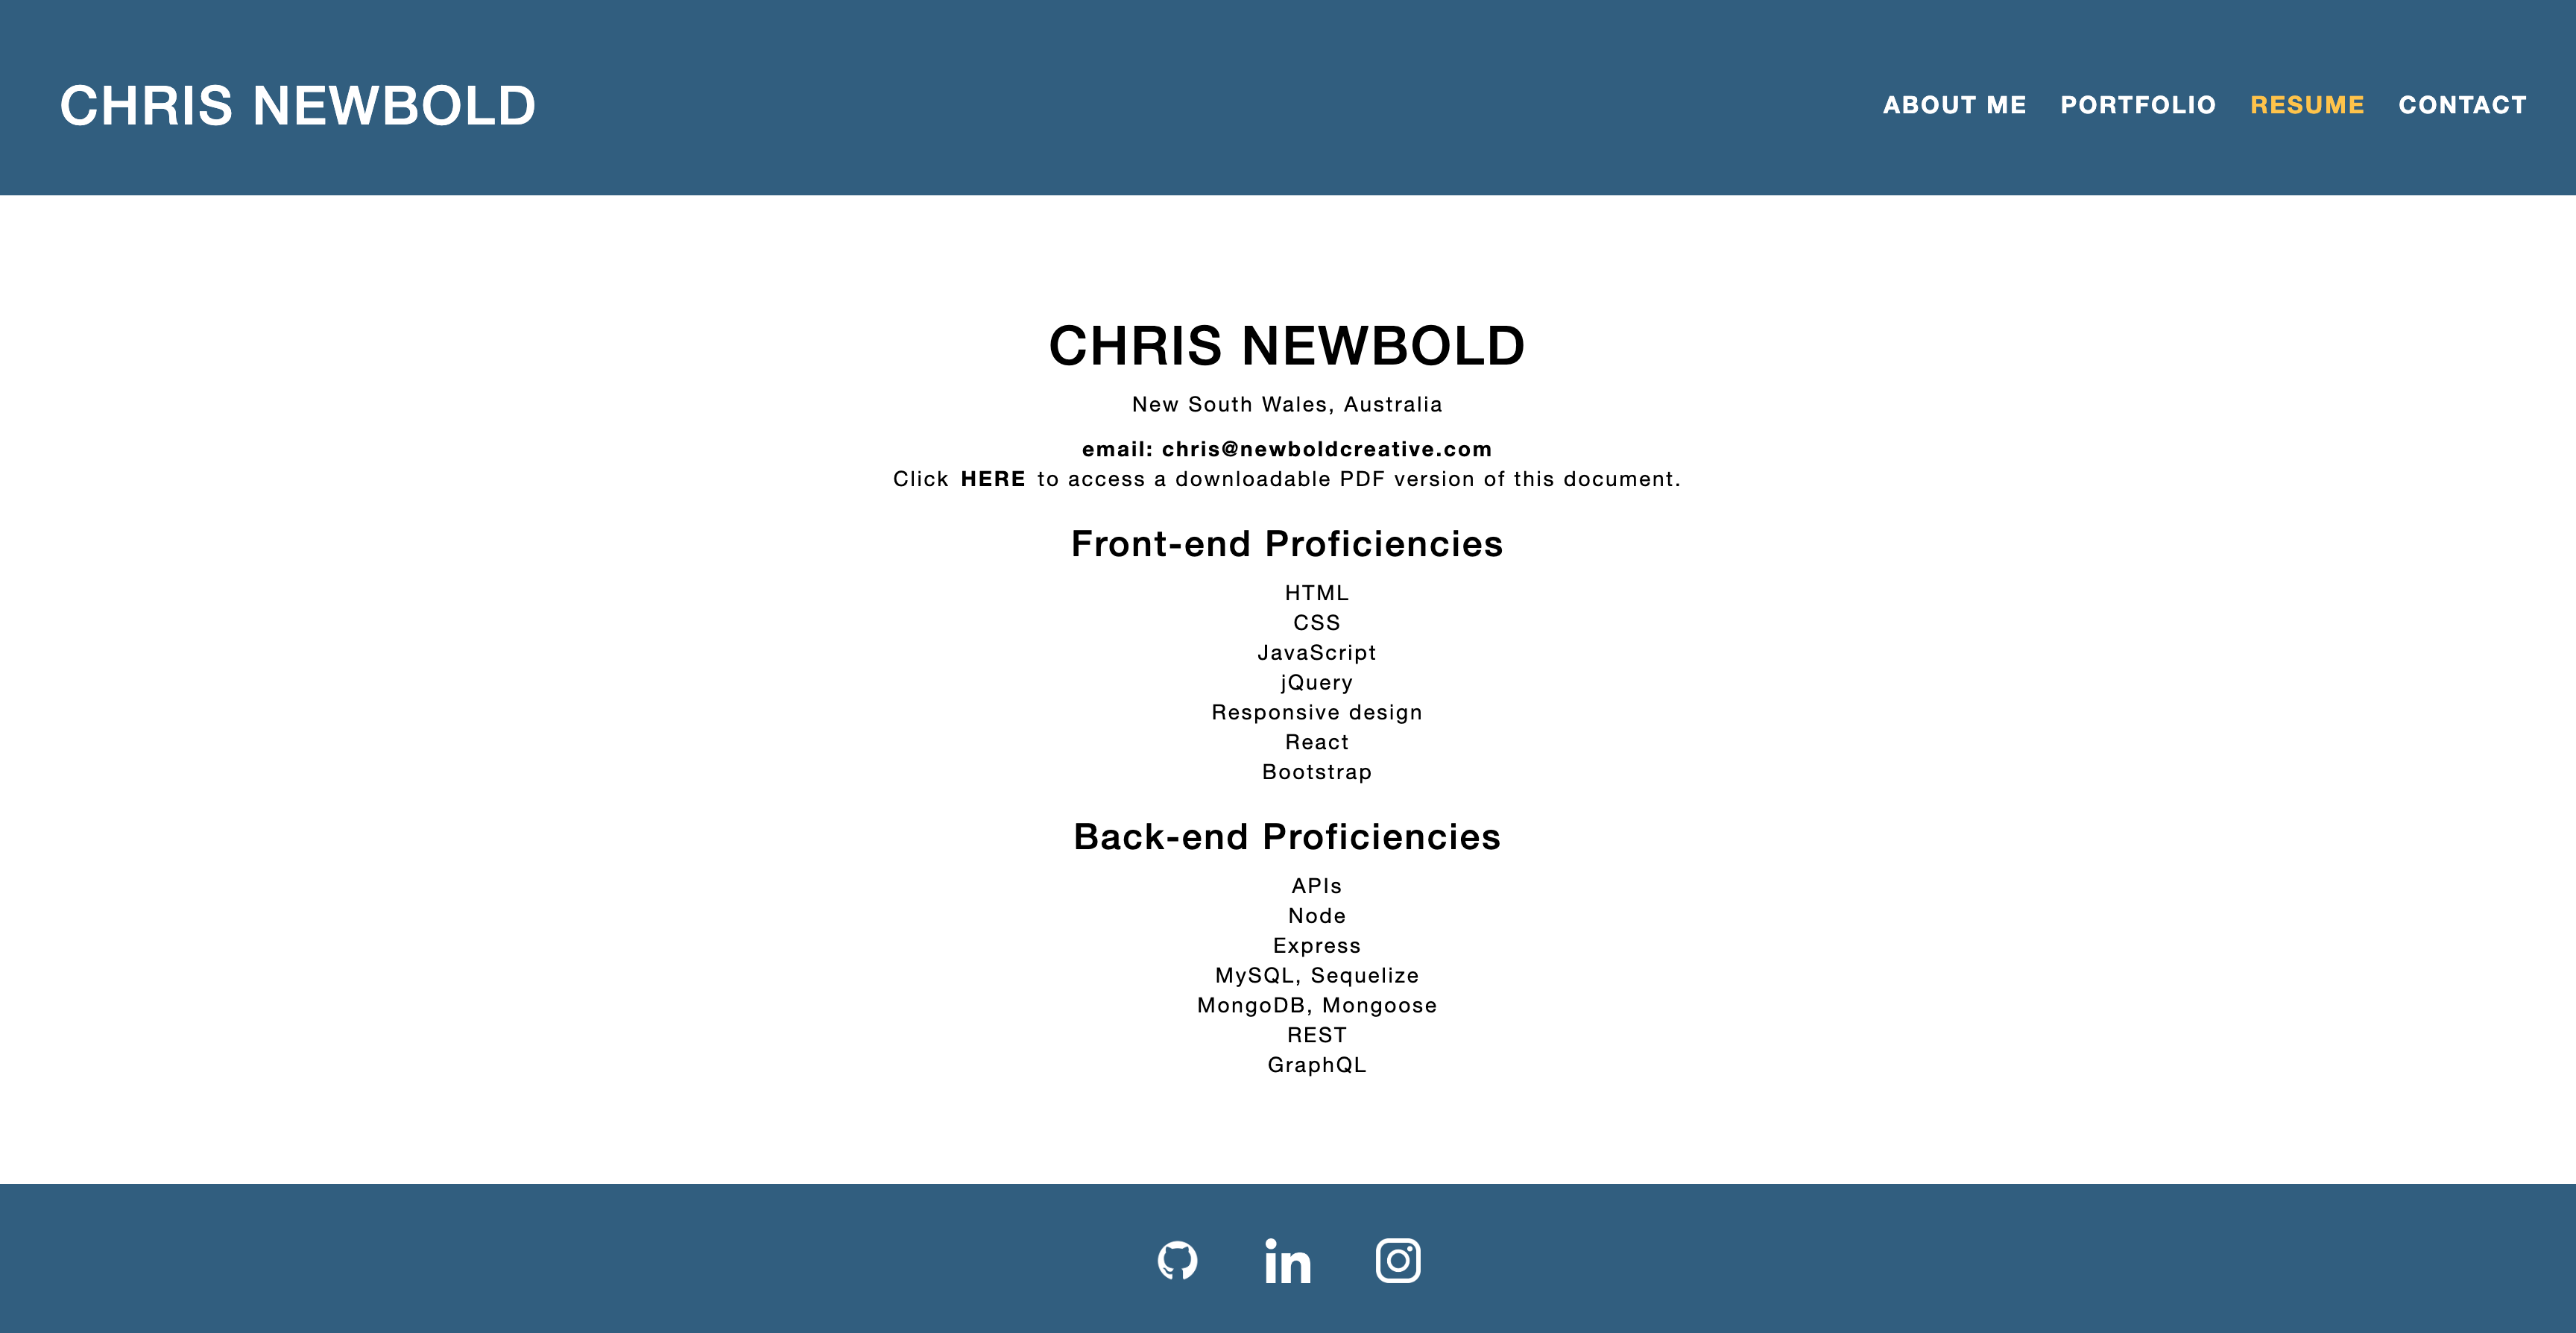 CHRIS NEWBOLD
ABOUT ME PORTFOLIO RESUME CONTACT
CHRIS NEWBOLD
New South Wales, Australia
email: chris@newboldcreative.com
Click HERE to access a downloadable PDF version of this document.
Front-end Proficiencies
HTML
CSS
JavaScript
jQuery
Responsive design
React
Bootstrap
Back-end Proficiencies
APIs
Node
Express
MySQL, Sequelize
MongoDB, Mongoose
REST
GraphQL
in